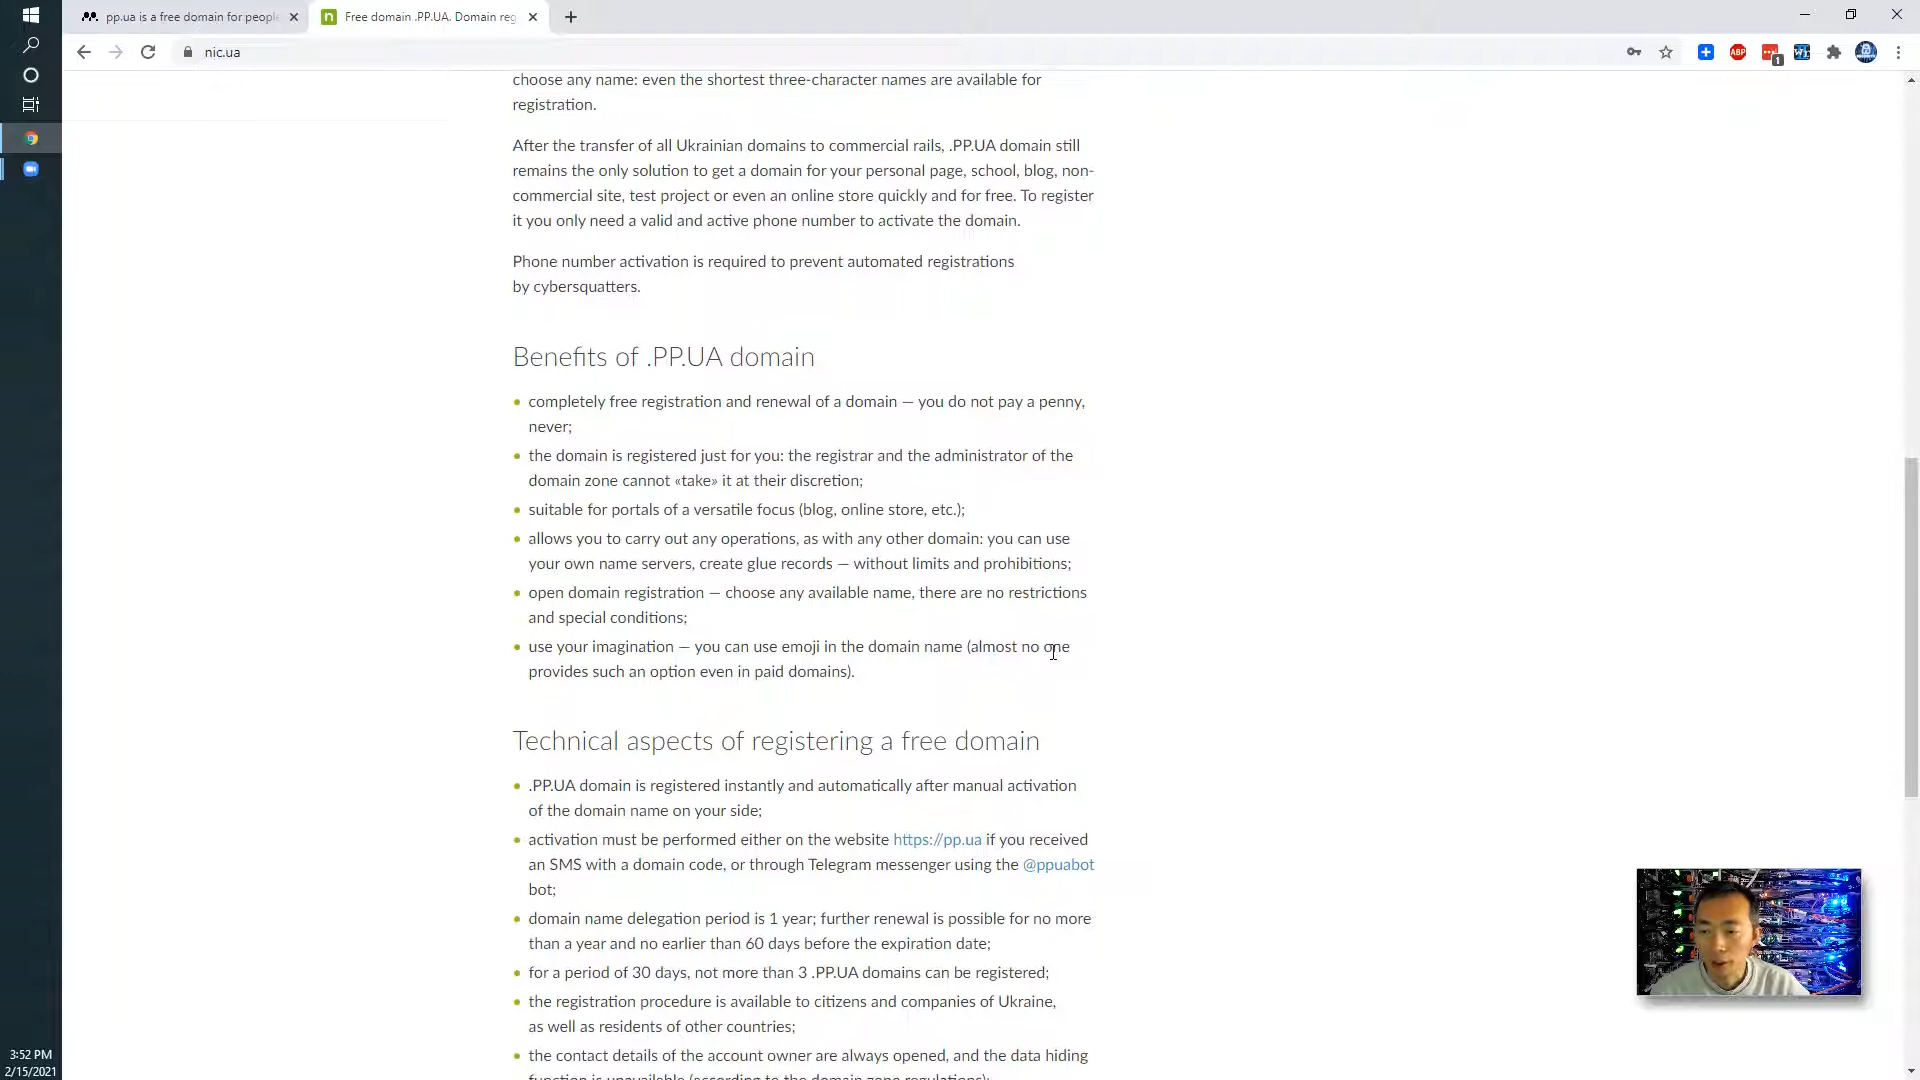 pp.ua is a free domain for people
Free domain .PP.UA. Domain reg
nic.ua
ABP
1
choose any name: even the shortest three-character names are available for
registration.
After the transfer of all Ukrainian domains to commercial rails, .PP.UA domain still
remains the only solution to get a domain for your personal page, school, blog, non-
commercial site, test project or even an online store quickly and for free. To register
it you only need a valid and active phone number to activate the domain.
Phone number activation is required to prevent automated registrations
by cybersquatters.
Benefits of .PP.UA domain
completely free registration and renewal of a domain — you do not pay a penny,
never;
the domain is registered just for you: the registrar and the administrator of the
domain zone cannot «take» it at their discretion;
suitable for portals of a versatile focus (blog, online store, etc.);
allows you to carry out any operations, as with any other domain: you can use
your own name servers, create glue records — without limits and prohibitions;
open domain registration — choose any available name, there are no restrictions
and special conditions;
use your imagination — you can use emoji in the domain name (almost no one
provides such an option even in paid domains).
Technical aspects of registering a free domain
.PP.UA domain is registered instantly and automatically after manual activation
of the domain name on your side;
activation must be performed either on the website https://pp.ua if you received
an SMS with a domain code, or through Telegram messenger using the @ppuabot
bot;
domain name delegation period is 1 year; further renewal is possible for no more
than a year and no earlier than 60 days before the expiration date;
for a period of 30 days, not more than 3 .PP.UA domains can be registered;
the registration procedure is available to citizens and companies of Ukraine,
as well as residents of other countries;
the contact details of the account owner are always opened, and the data hiding
function is unavailable (according to the domain zone regulations);
3:52 PM
2/15/2021